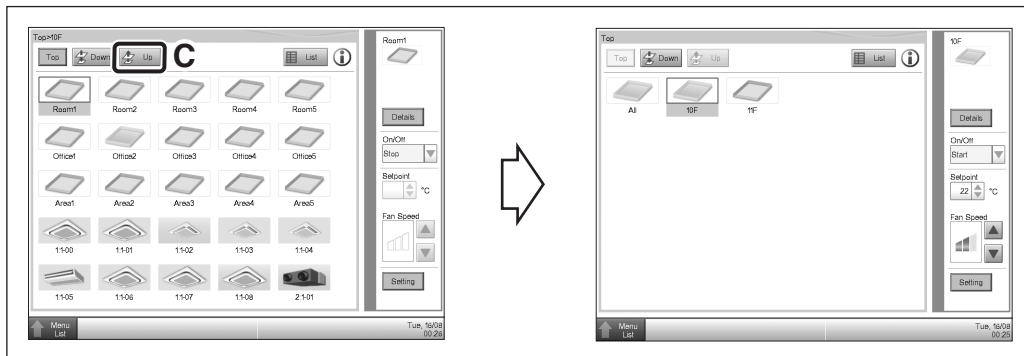 Top>10F
Top
Down
Up
C
List
Room1
Room2
Room3
Room4
Room5
Office1
Office2
Office3
Office4
Office5
Area1
Area2
Area3
Area4
Area5
1:1-00
1:1-01
1:1-02
1:1-03
1:1-04
1:1-05
1:1-06
1:1-07
1:1-08
2:1-01
Room1
Details
On/Off
Stop
Setpoint
°C
Fan Speed
Setting
Menu
List
Tue, 16/08
00:26
Top
Top
Down
Up
List
All
10F
11F
10F
Details
On/Off
Start
Setpoint
22 °C
Fan Speed
Setting
Menu
List
Tue, 16/08
00:25